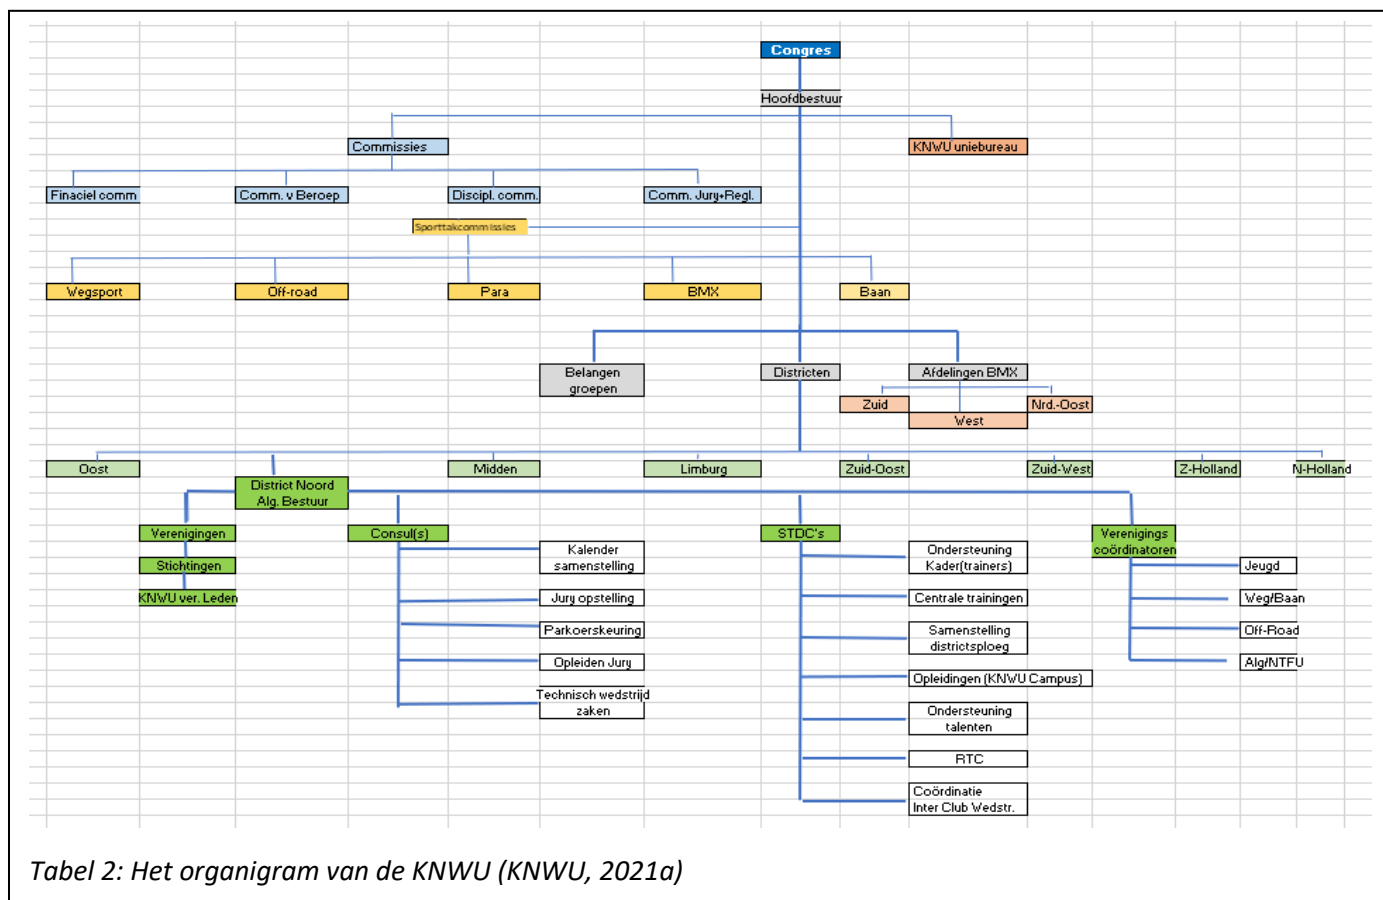 Congres
Hoofdbestuur
Commissies
KNWU uniebureau
Finaciel comm
Comm. v Beroep
Discipl. comm.
Comm. Jury+Regl.
Sporttakcommissies
Wegsport
Off-road
Para
BMX
Baan
Belangen
groepen
Districten
Afdelingen BMX
Zuid
Nrd.-Oost
West
Oost
Midden
Limburg
Zuid-Oost
Zuid-West
Z-Holland
N-Holland
District Noord
Alg. Bestuur
Verenigingen
Stichtingen
KNWU ver. Leden
Consul(s)
Kalender
samenstelling
Jury opstelling
Parkoerskeuring
Opleiden Jury
Technisch wedstrijd
zaken
STDC's
Ondersteuning
Kader(trainers)
Centrale trainingen
Samenstelling
districtsploeg
Opleidingen (KNWU Campus)
Ondersteuning
talenten
RTC
Coördinatie
Inter Club Wedstr.
Verenigings
coördinatoren
Jeugd
Weg/Baan
Off-Road
Alg/NTFU
Tabel 2: Het organigram van de KNWU (KNWU, 2021a)